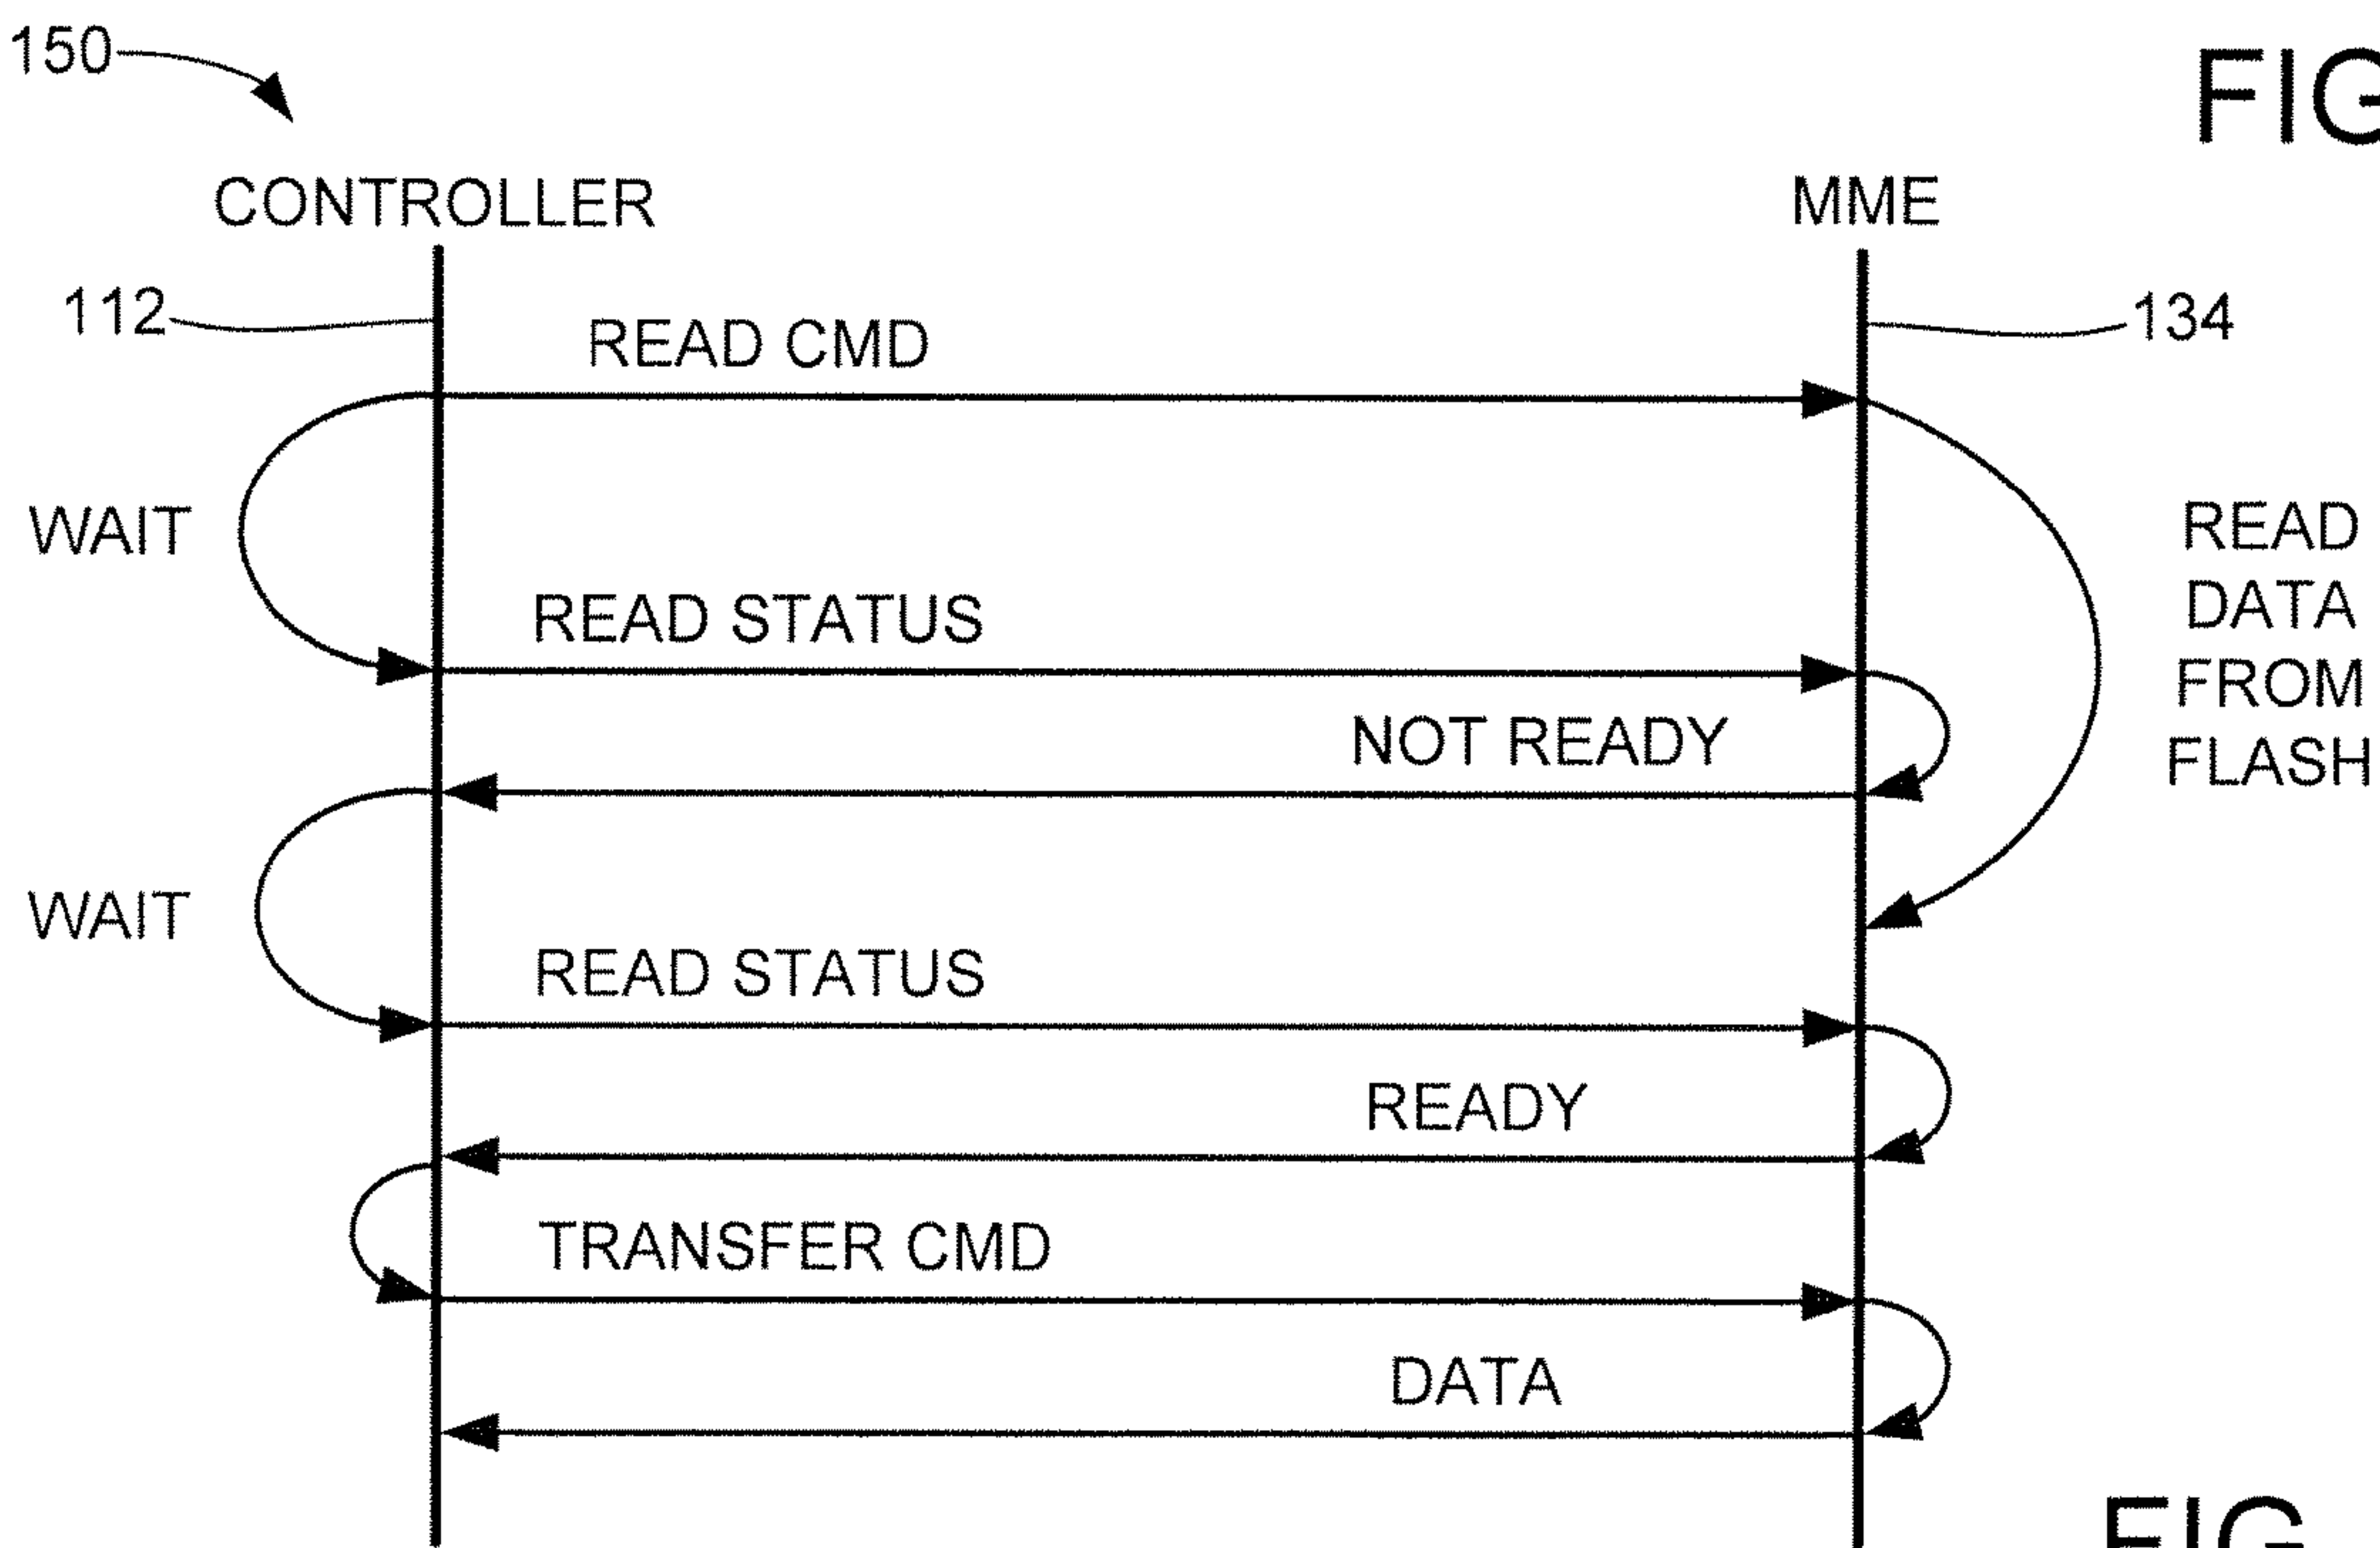 150
FIG
CONTROLLER
MME
112
134
READ CMD
WAIT
READ
DATA
FROM
FLASH
READ STATUS
NOT READY
WAIT
READ STATUS
READY
TRANSFER CMD
DATA
FIG